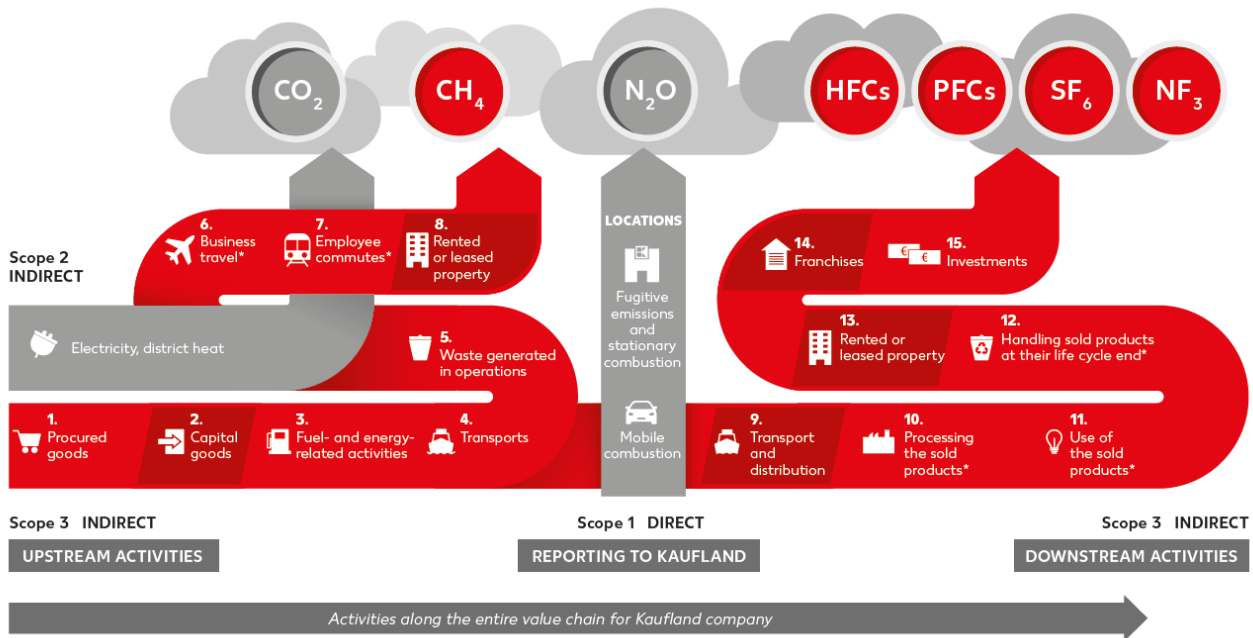 CO2
CH4
N2O
HFCs
PFCs
SF6
NF3
Scope 2
INDIRECT
Electricity, district heat
6.
Business
travel*
7.
Employee
commutes*
8.
Rented
or leased
property
5.
Waste generated
in operations
1.
Procured
goods
2.
Capital
goods
3.
Fuel- and energy-
related activities
4.
Transports
LOCATIONS
Fugitive
emissions
and
stationary
combustion
Mobile
combustion
14.
Franchises
€
€
15.
Investments
13.
Rented or
leased property
12.
Handling sold products
at their life cycle end*
9.
Transport
and
distribution
10.
Processing
the sold
products*
11.
Use of
the sold
products*
Scope 3 INDIRECT
UPSTREAM ACTIVITIES
Scope 1 DIRECT
REPORTING TO KAUFLAND
Scope 3 INDIRECT
DOWNSTREAM ACTIVITIES
Activities along the entire value chain for Kaufland company